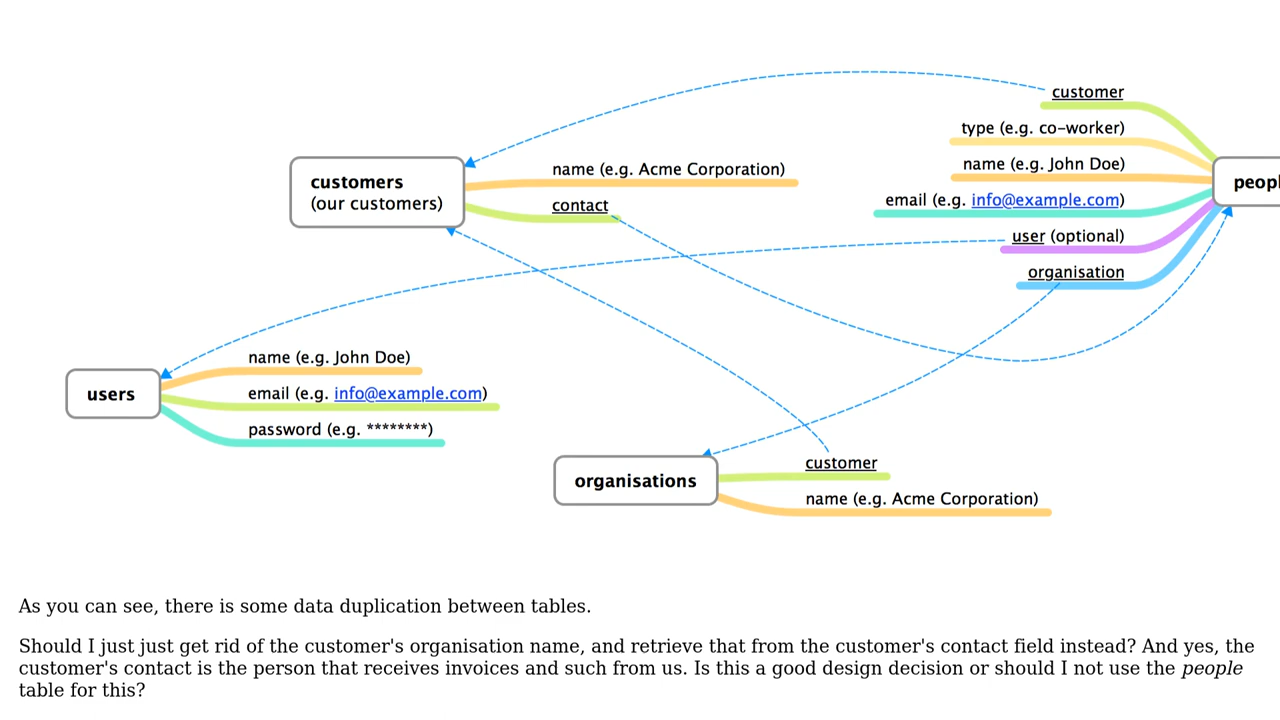 customer
type (e.g. co-worker)
name (e.g. John Doe)
email (e.g. info@example.com)
user (optional)
organisation
customers
(our customers)
name (e.g. Acme Corporation)
contact
users
name (e.g. John Doe)
email (e.g. info@example.com)
password (e.g. ********)
organisations
customer
name (e.g. Acme Corporation)
As you can see, there is some data duplication between tables.
Should I just just get rid of the customer's organisation name, and retrieve that from the customer's contact field instead? And yes, the
customer's contact is the person that receives invoices and such from us. Is this a good design decision or should I not use the people
table for this?